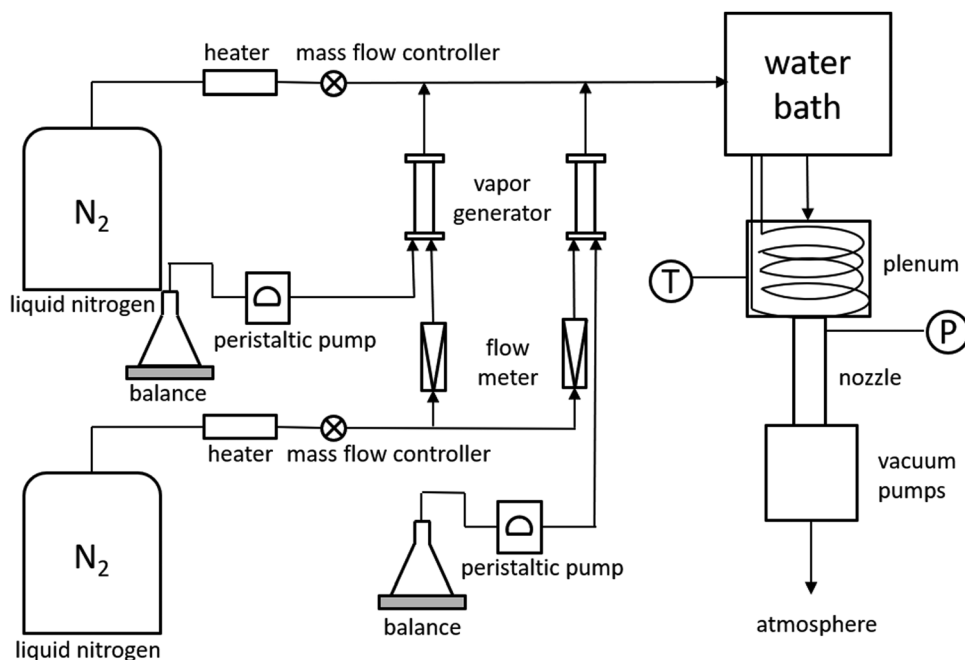 heater
mass flow controller
water
bath
N2
vapor
generator
plenum
T
liquid nitrogen
peristaltic pump
flow
meter
P
nozzle
balance
heater
mass flow controller
vacuum
pumps
N2
peristaltic pump
balance
atmosphere
liquid nitrogen